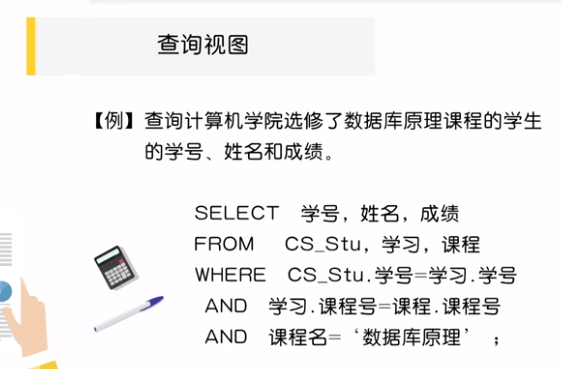 查询视图
【例】查询计算机学院选修了数据库原理课程的学生
的学号、姓名和成绩。
SELECT 学号，姓名，成绩
FROM CS_Stu，学习，课程
WHERE CS_Stu.学号=学习.学号
AND 学习.课程号=课程.课程号
AND 课程名=‘数据库原理’；